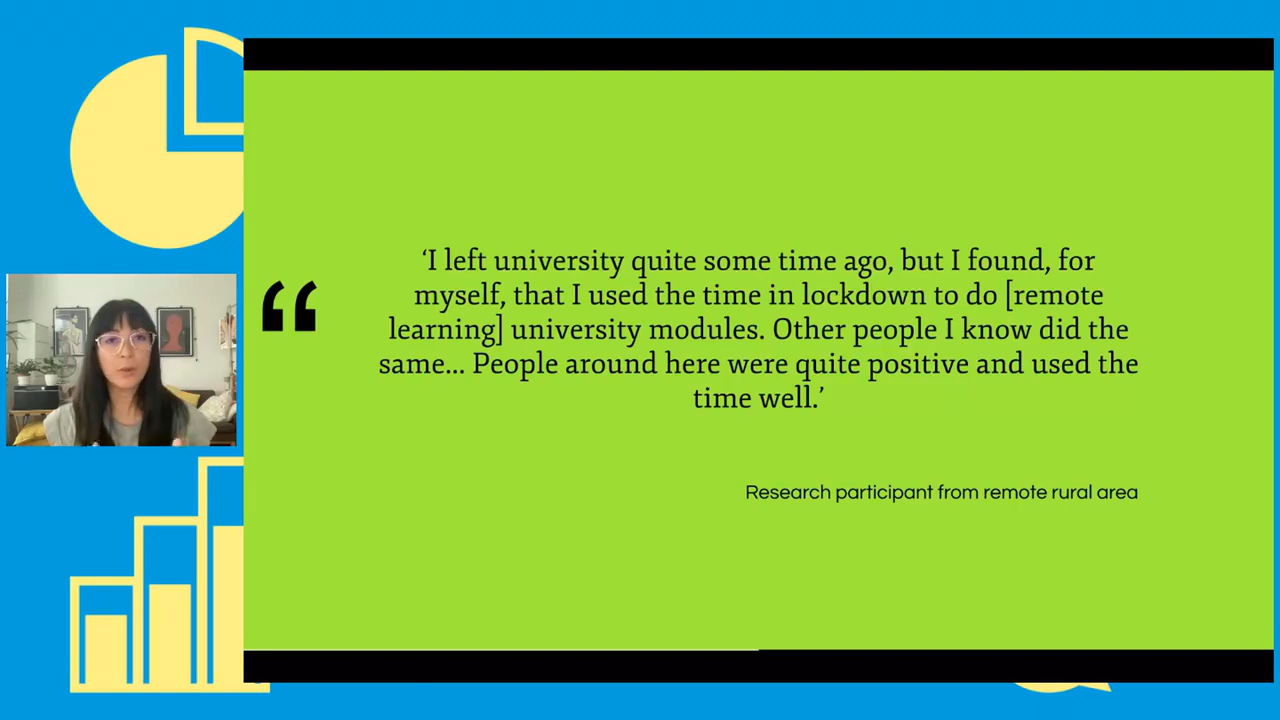 “
‘I left university quite some time ago, but I found, for
myself, that I used the time in lockdown to do [remote
learning] university modules. Other people I know did the
same... People around here were quite positive and used the
time well.’
Research participant from remote rural area